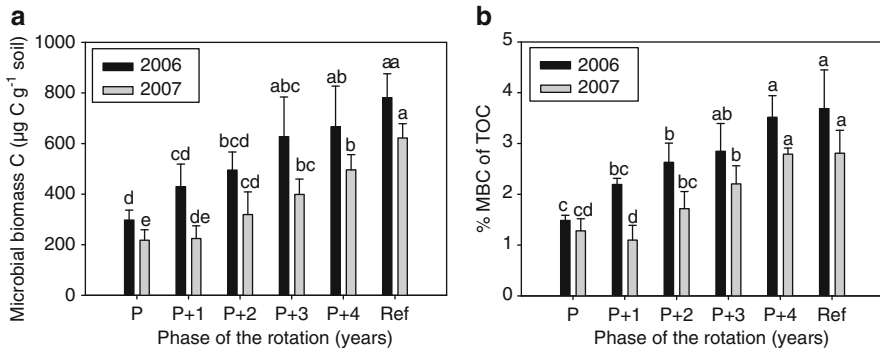 a
1000
800
600
400
200
0
Microbial biomass C (µg C g⁻¹ soil)
2006
2007
d e cd de bcd cd abc bc ab b aa a
P P+1 P+2 P+3 P+4 Ref
Phase of the rotation (years)
b
5
4
3
2
1
0
% MBC of TOC
2006
2007
c cd bc d b bc ab b a a a a
P P+1 P+2 P+3 P+4 Ref
Phase of the rotation (years)